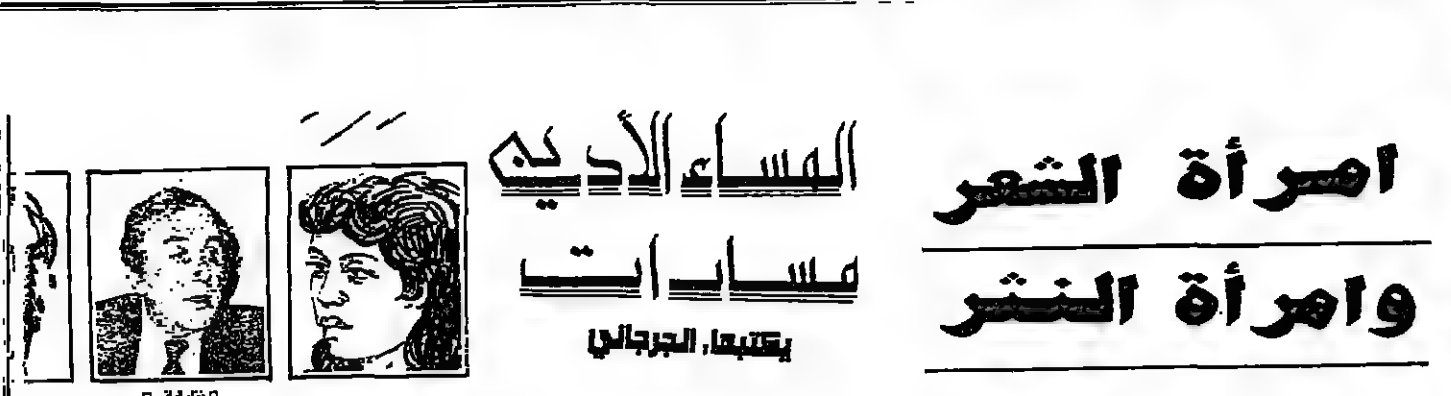 امرأة الشعر
وامرأة النثر
المساء الأدبي
مسارات
يكتبها, الجرجاني